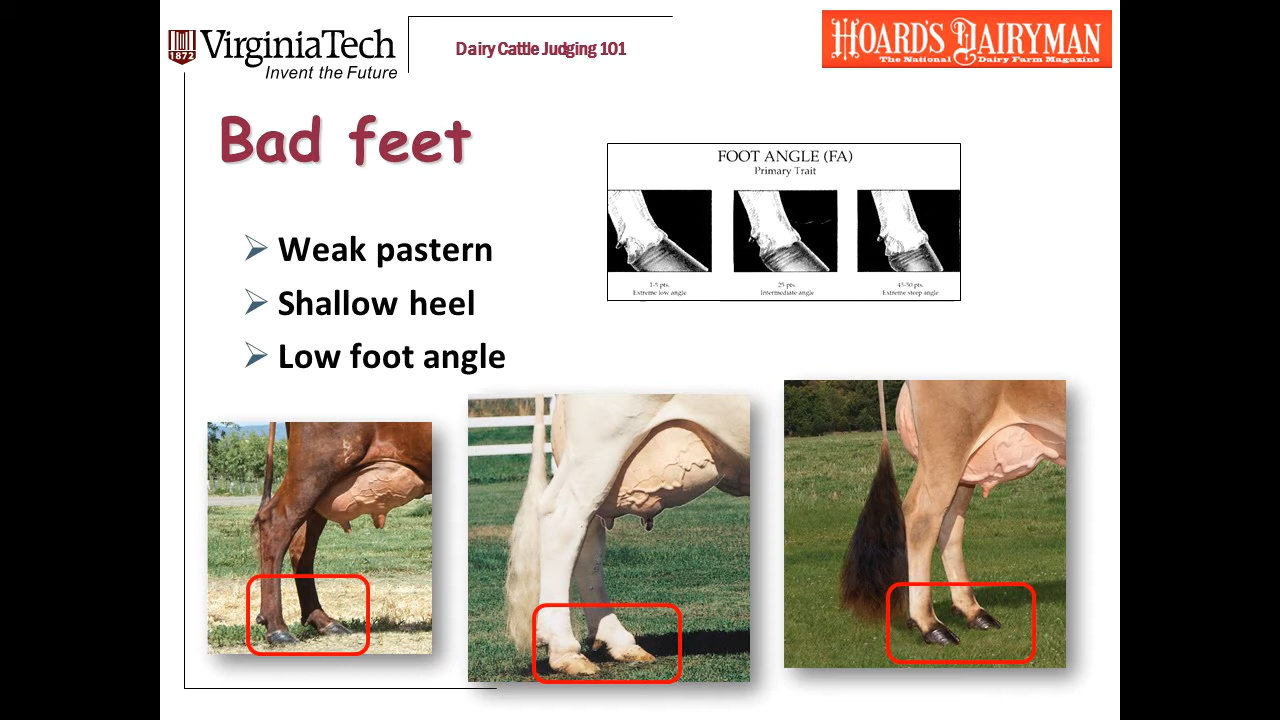 VirginiaTech
1872
Invent the Future
Dairy Cattle Judging 101
HOARD'S DAIRYMAN
The National Dairy Farm Magazine
Bad feet
FOOT ANGLE (FA)
Primary Trait
1-5 pts.
Extreme low angle
25 pts.
Intermediate angle
45-50 pts.
Extreme steep angle
Weak pastern
Shallow heel
Low foot angle